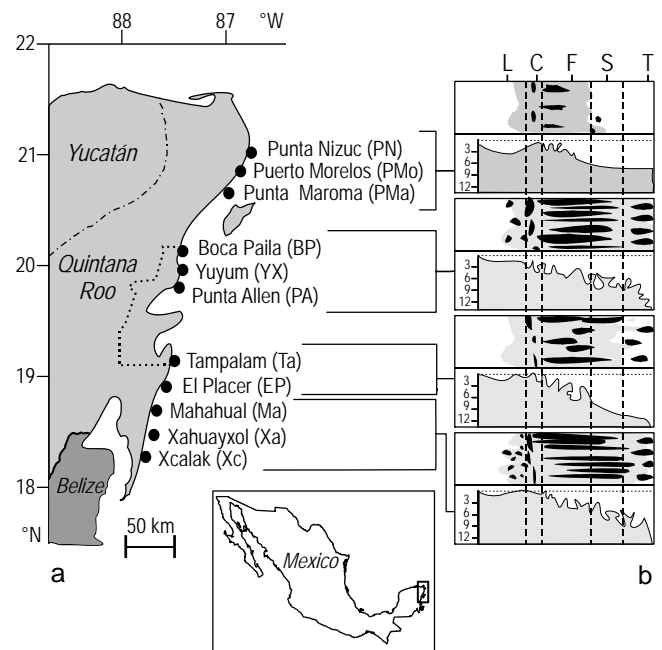 88 87 °W
22
21
20
19
18
°N
Yucatán
Quintana
Roo
Belize
Punta Nizuc (PN)
Puerto Morelos (PMo)
Punta Maroma (PMa)
Boca Paila (BP)
Yuyum (YX)
Punta Allen (PA)
Tampalam (Ta)
El Placer (EP)
Mahahual (Ma)
Xahuayxol (Xa)
Xcalak (Xc)
50 km
a
Mexico
L C F S T
3
6
9
12
3
6
9
12
3
6
9
12
3
6
9
12
b